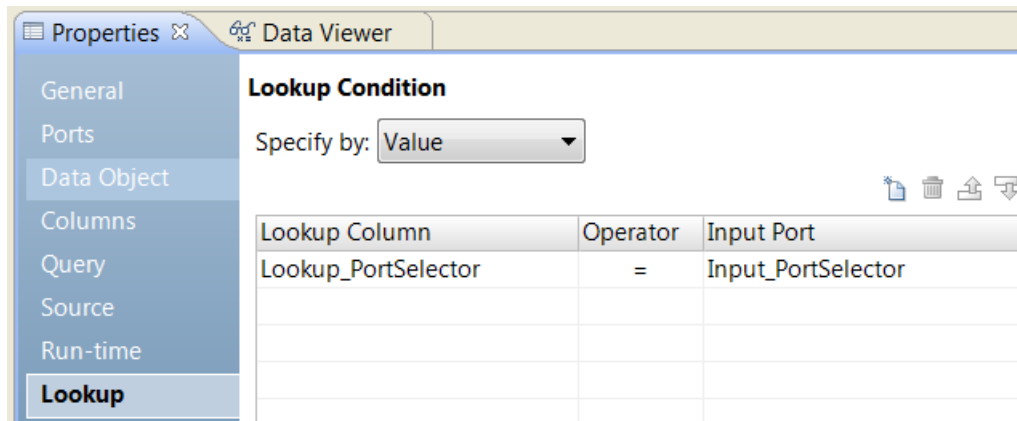 Properties Data Viewer
General
Ports
Data Object
Columns
Query
Source
Run-time
Lookup
Lookup Condition
Specify by: Value
Lookup Column Operator Input Port
Lookup_PortSelector = Input_PortSelector